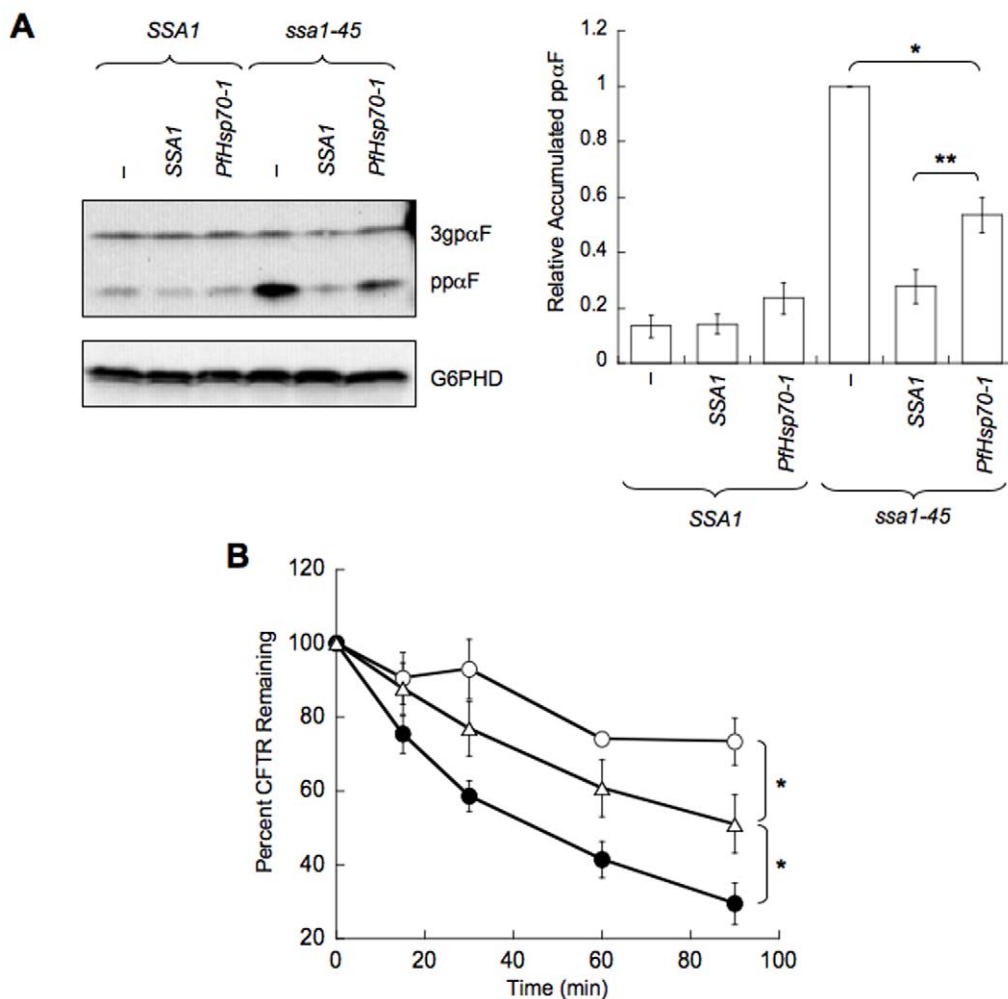 A
SSA1 ssa1-45
– SSA1 PfHsp70-1 – SSA1 PfHsp70-1
3gpαF
ppαF
G6PHD
Relative Accumulated ppαF
1.2
1
0.8
0.6
0.4
0.2
0
*
**
– SSA1 PfHsp70-1 – SSA1 PfHsp70-1
SSA1 ssa1-45
B
Percent CFTR Remaining
120
100
80
60
40
20
*
*
0 20 40 60 80 100
Time (min)